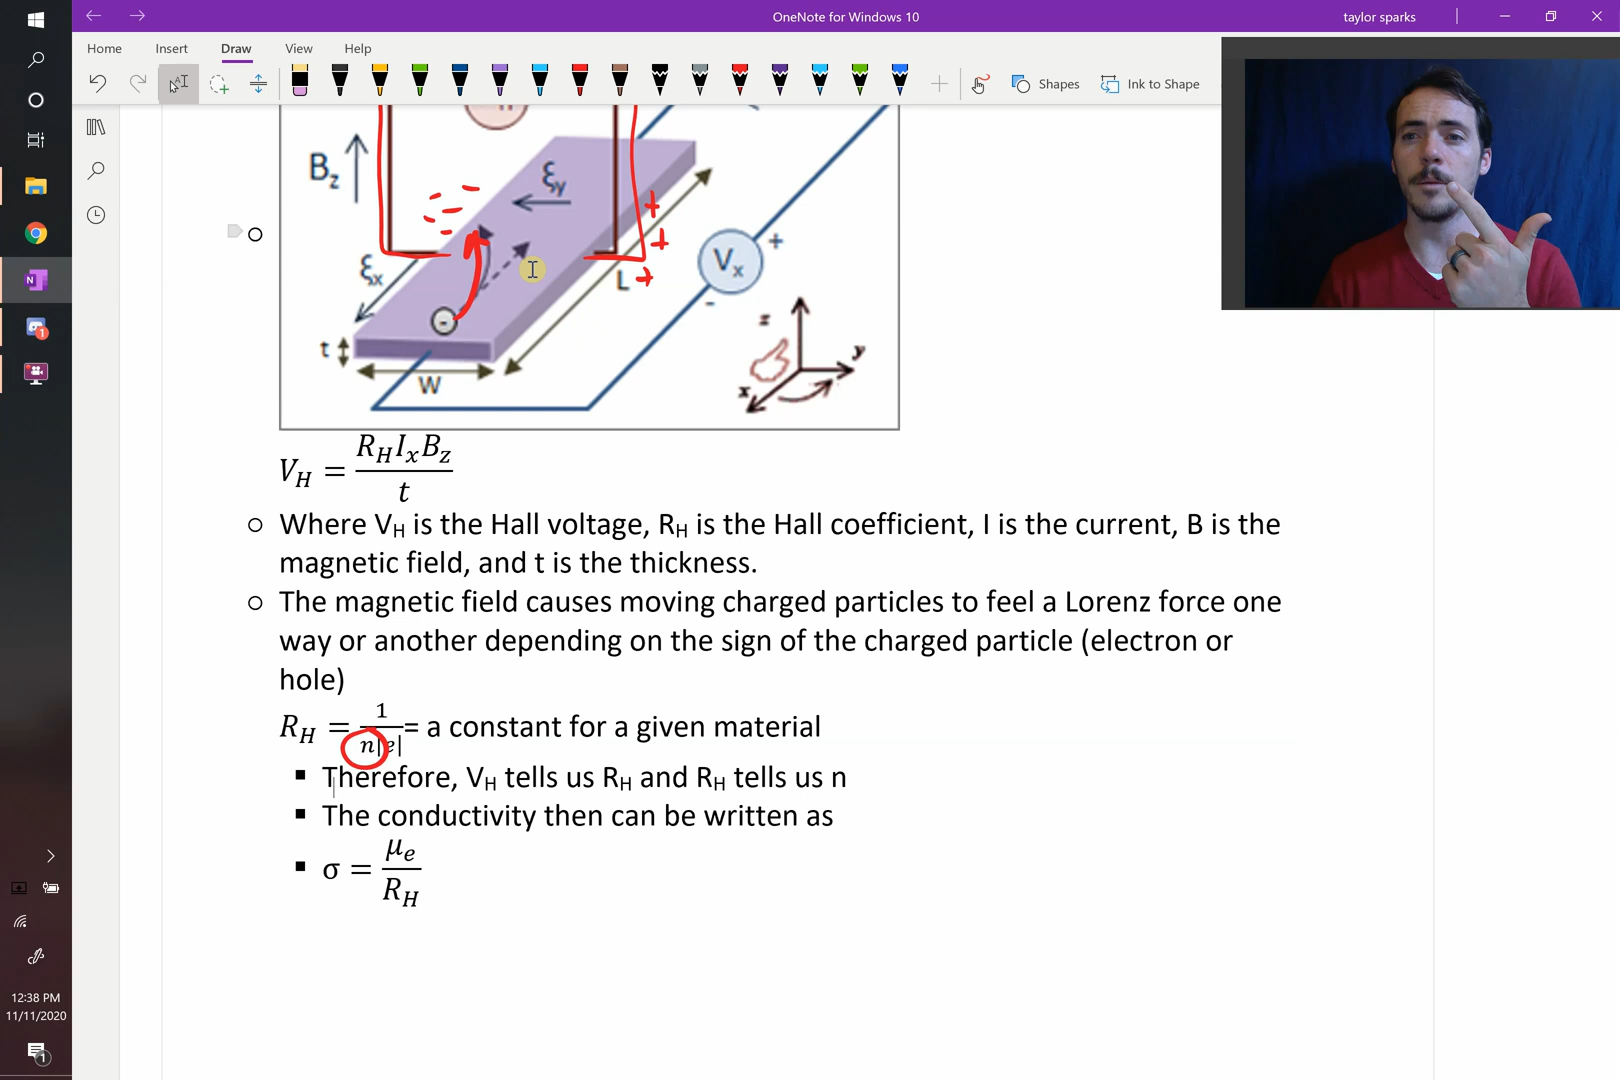 OneNote for Windows 10
taylor sparks
Home Insert Draw View Help
Shapes
Ink to Shape
B_z
ξ_y
ξ_x
L
V_x
+
-
t
W
z
y
x
- - - - -
+ + +
V_H = R_H I_x B_z / t
○ Where V_H is the Hall voltage, R_H is the Hall coefficient, I is the current, B is the
magnetic field, and t is the thickness.
○ The magnetic field causes moving charged particles to feel a Lorenz force one
way or another depending on the sign of the charged particle (electron or
hole)
R_H = 1 / n|e| = a constant for a given material
▪ Therefore, V_H tells us R_H and R_H tells us n
▪ The conductivity then can be written as
▪ σ = μ_e / R_H
12:38 PM
11/11/2020
1